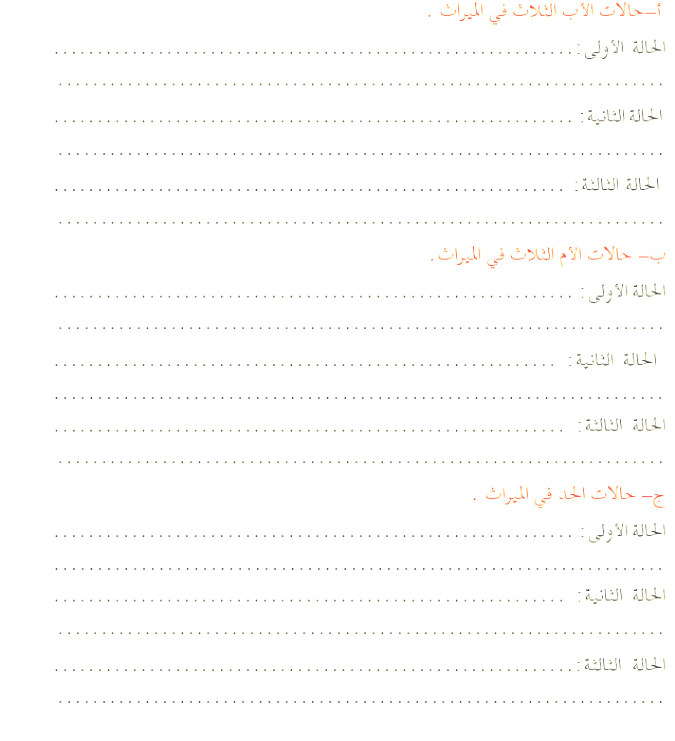 أ–حالات الأب الثلاث في الميراث .
الحالة الأولى : ............................................................
......................................................................
الحالة الثانية : ............................................................
......................................................................
الحالة الثالثة : ...........................................................
......................................................................
ب– حالات الأم الثلاث في الميراث .
الحالة الأولى : ............................................................
......................................................................
الحالة الثانية : ..........................................................
......................................................................
الحالة الثالثة : ...........................................................
......................................................................
ج– حالات الجد في الميراث .
الحالة الأولى : ............................................................
......................................................................
الحالة الثانية : ...........................................................
......................................................................
الحالة الثالثة : ............................................................
......................................................................